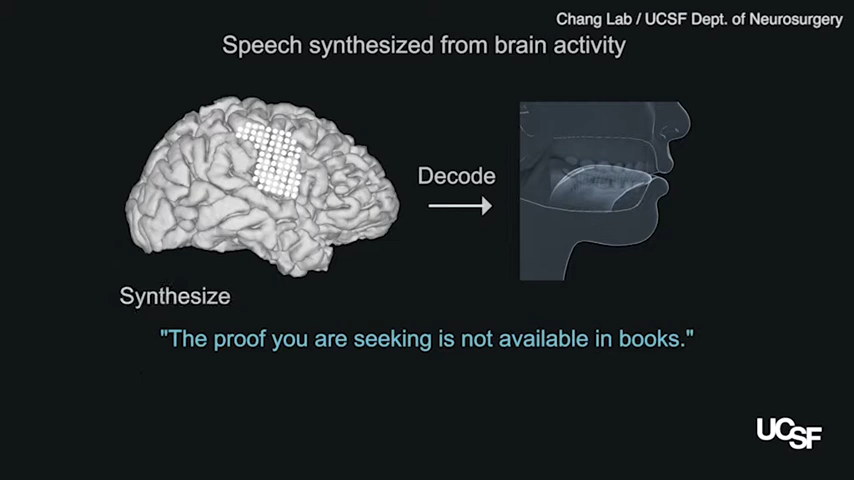 Chang Lab / UCSF Dept. of Neurosurgery
Speech synthesized from brain activity
Decode
Synthesize
"The proof you are seeking is not available in books."
UCSF